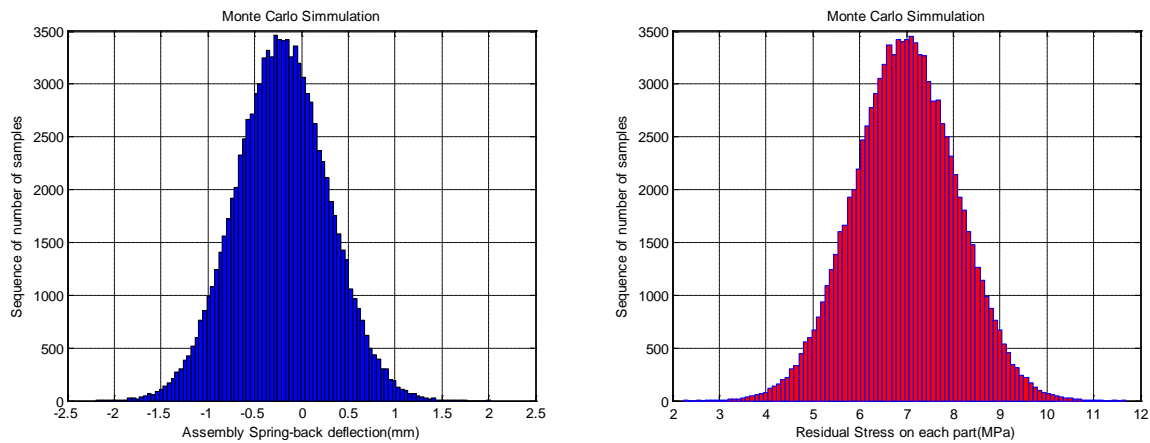 Monte Carlo Simmulation
3500
3000
2500
2000
1500
1000
500
0
Sequence of number of samples
-2.5 -2 -1.5 -1 -0.5 0 0.5 1 1.5 2 2.5
Assembly Spring-back deflection(mm)
Monte Carlo Simmulation
3500
3000
2500
2000
1500
1000
500
0
Sequence of number of samples
2 3 4 5 6 7 8 9 10 11 12
Residual Stress on each part(MPa)